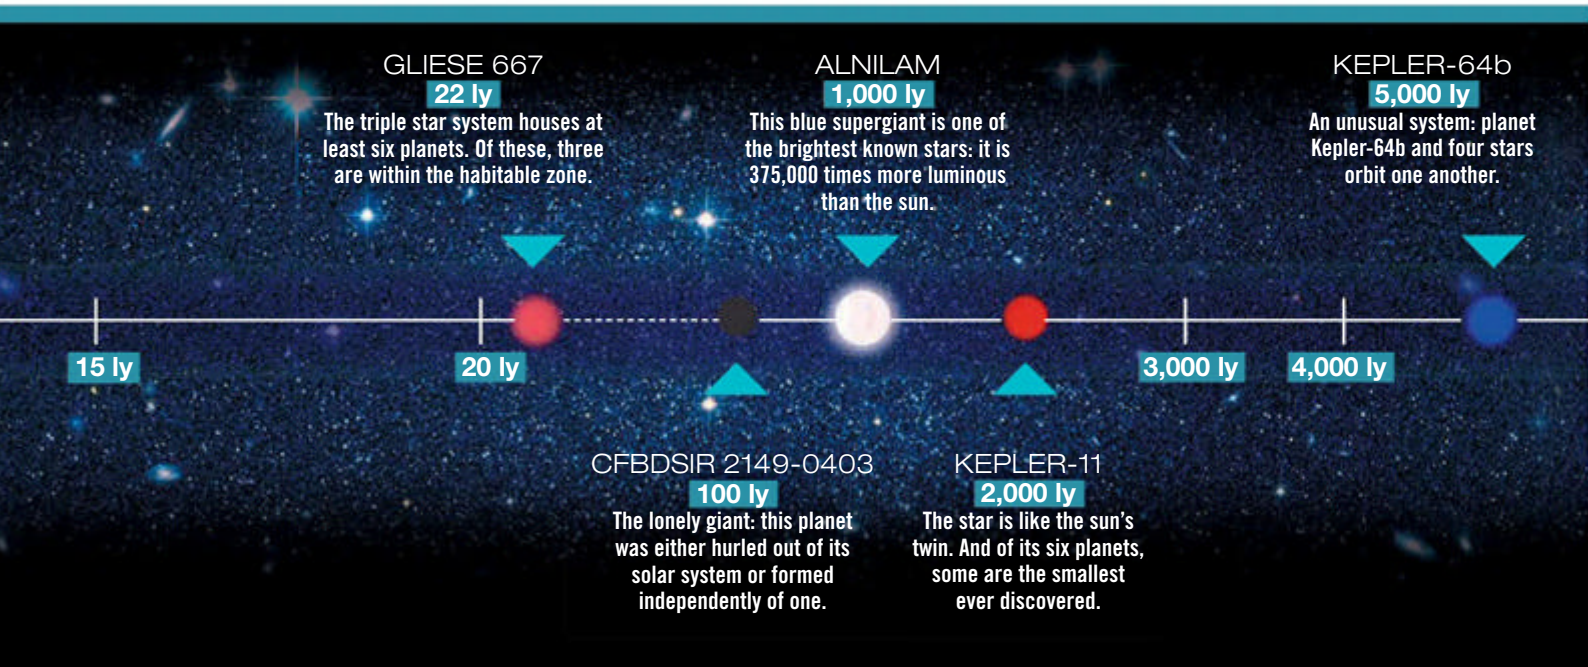 GLIESE 667
22 ly
The triple star system houses at
least six planets. Of these, three
are within the habitable zone.
ALNILAM
1,000 ly
This blue supergiant is one of
the brightest known stars: it is
375,000 times more luminous
than the sun.
KEPLER-64b
5,000 ly
An unusual system: planet
Kepler-64b and four stars
orbit one another.
15 ly
20 ly
3,000 ly
4,000 ly
CFBDSIR 2149-0403
100 ly
The lonely giant: this planet
was either hurled out of its
solar system or formed
independently of one.
KEPLER-11
2,000 ly
The star is like the sun's
twin. And of its six planets,
some are the smallest
ever discovered.